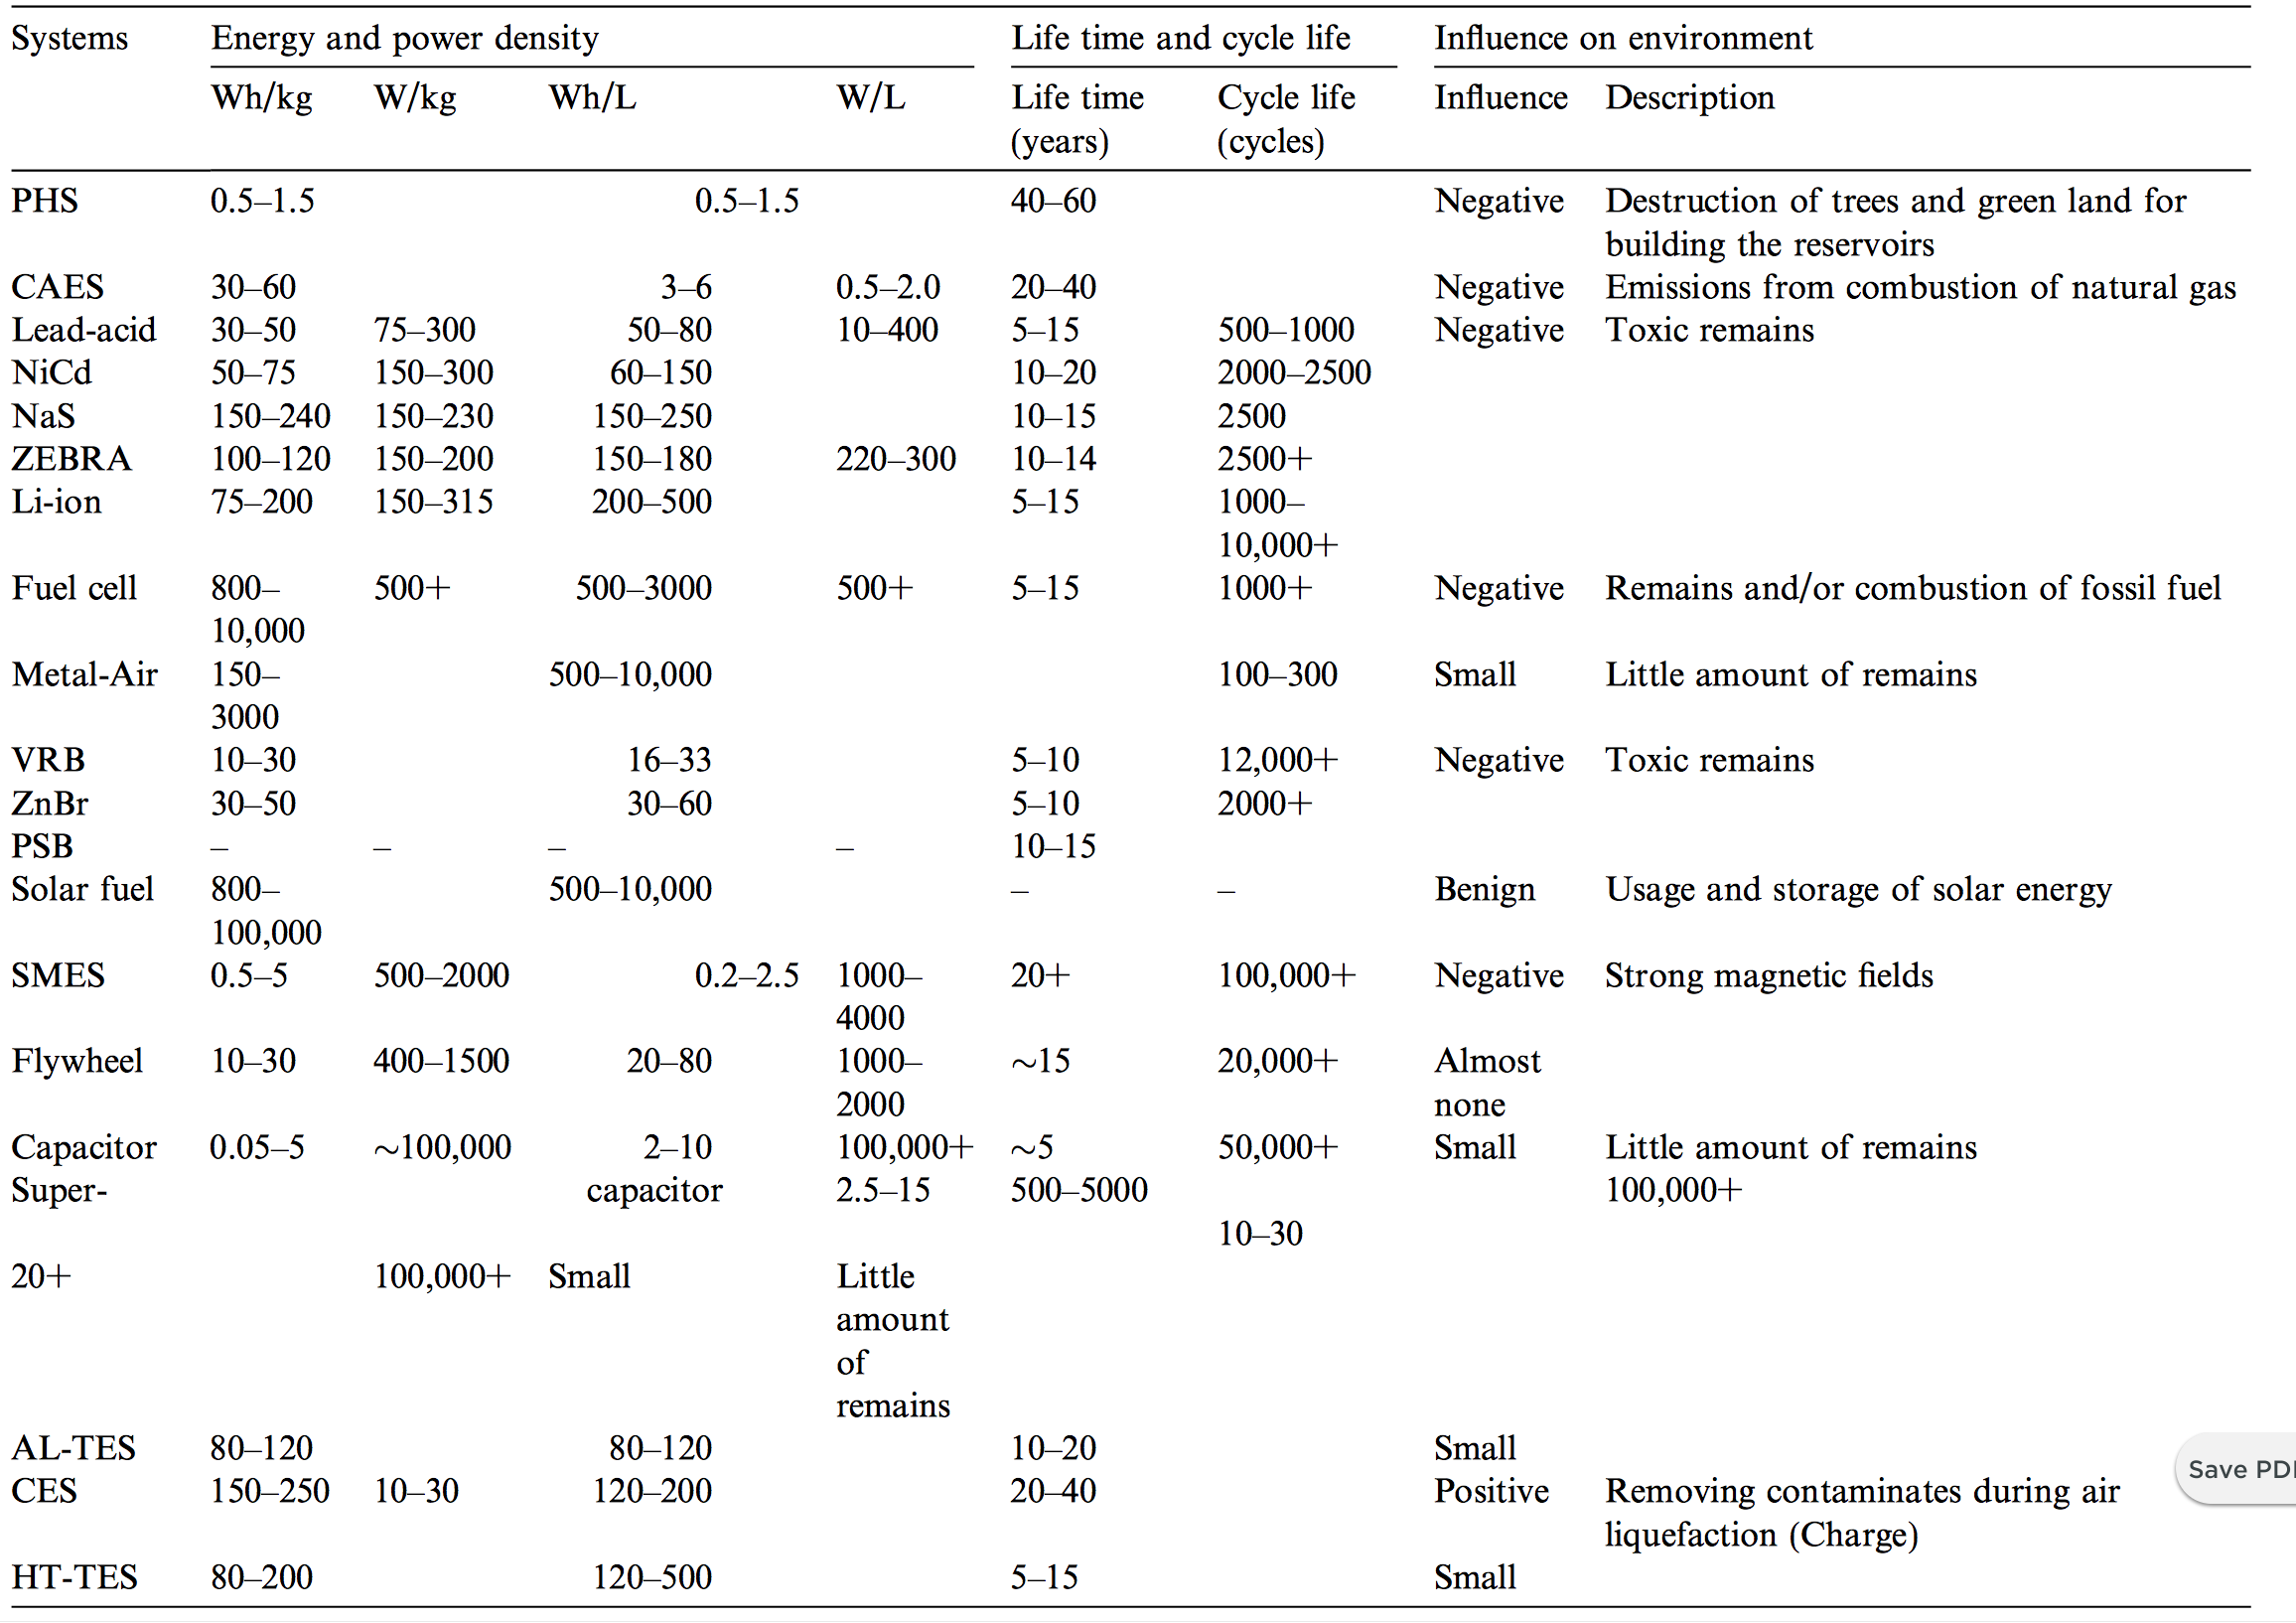 Systems Energy and power density Life time and cycle life Influence on environment
Wh/kg W/kg Wh/L W/L Life time Cycle life Influence Description
(years) (cycles)
PHS 0.5–1.5 0.5–1.5 40–60 Negative Destruction of trees and green land for
building the reservoirs
CAES 30–60 3–6 0.5–2.0 20–40 Negative Emissions from combustion of natural gas
Lead-acid 30–50 75–300 50–80 10–400 5–15 500–1000 Negative Toxic remains
NiCd 50–75 150–300 60–150 10–20 2000–2500
NaS 150–240 150–230 150–250 10–15 2500
ZEBRA 100–120 150–200 150–180 220–300 10–14 2500+
Li-ion 75–200 150–315 200–500 5–15 1000–
10,000+
Fuel cell 800– 500+ 500–3000 500+ 5–15 1000+ Negative Remains and/or combustion of fossil fuel
10,000
Metal-Air 150– 500–10,000 100–300 Small Little amount of remains
3000
VRB 10–30 16–33 5–10 12,000+ Negative Toxic remains
ZnBr 30–50 30–60 5–10 2000+
PSB – – – – 10–15
Solar fuel 800– 500–10,000 – – Benign Usage and storage of solar energy
100,000
SMES 0.5–5 500–2000 0.2–2.5 1000– 20+ 100,000+ Negative Strong magnetic fields
4000
Flywheel 10–30 400–1500 20–80 1000– ~15 20,000+ Almost
2000 none
Capacitor 0.05–5 ~100,000 2–10 100,000+ ~5 50,000+ Small Little amount of remains
Super- capacitor 2.5–15 500–5000 100,000+
10–30
20+ 100,000+ Small Little
amount
of
remains
AL-TES 80–120 80–120 10–20 Small
CES 150–250 10–30 120–200 20–40 Positive Removing contaminates during air
liquefaction (Charge)
HT-TES 80–200 120–500 5–15 Small
Save PD